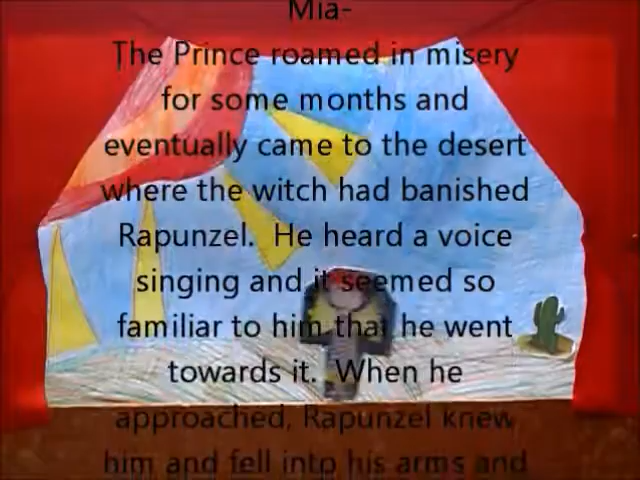 Mia-
The Prince roamed in misery
for some months and
eventually came to the desert
where the witch had banished
Rapunzel.  He heard a voice
singing and it seemed so
familiar to him that he went
towards it.  When he
approached, Rapunzel knew
him and fell into his arms and